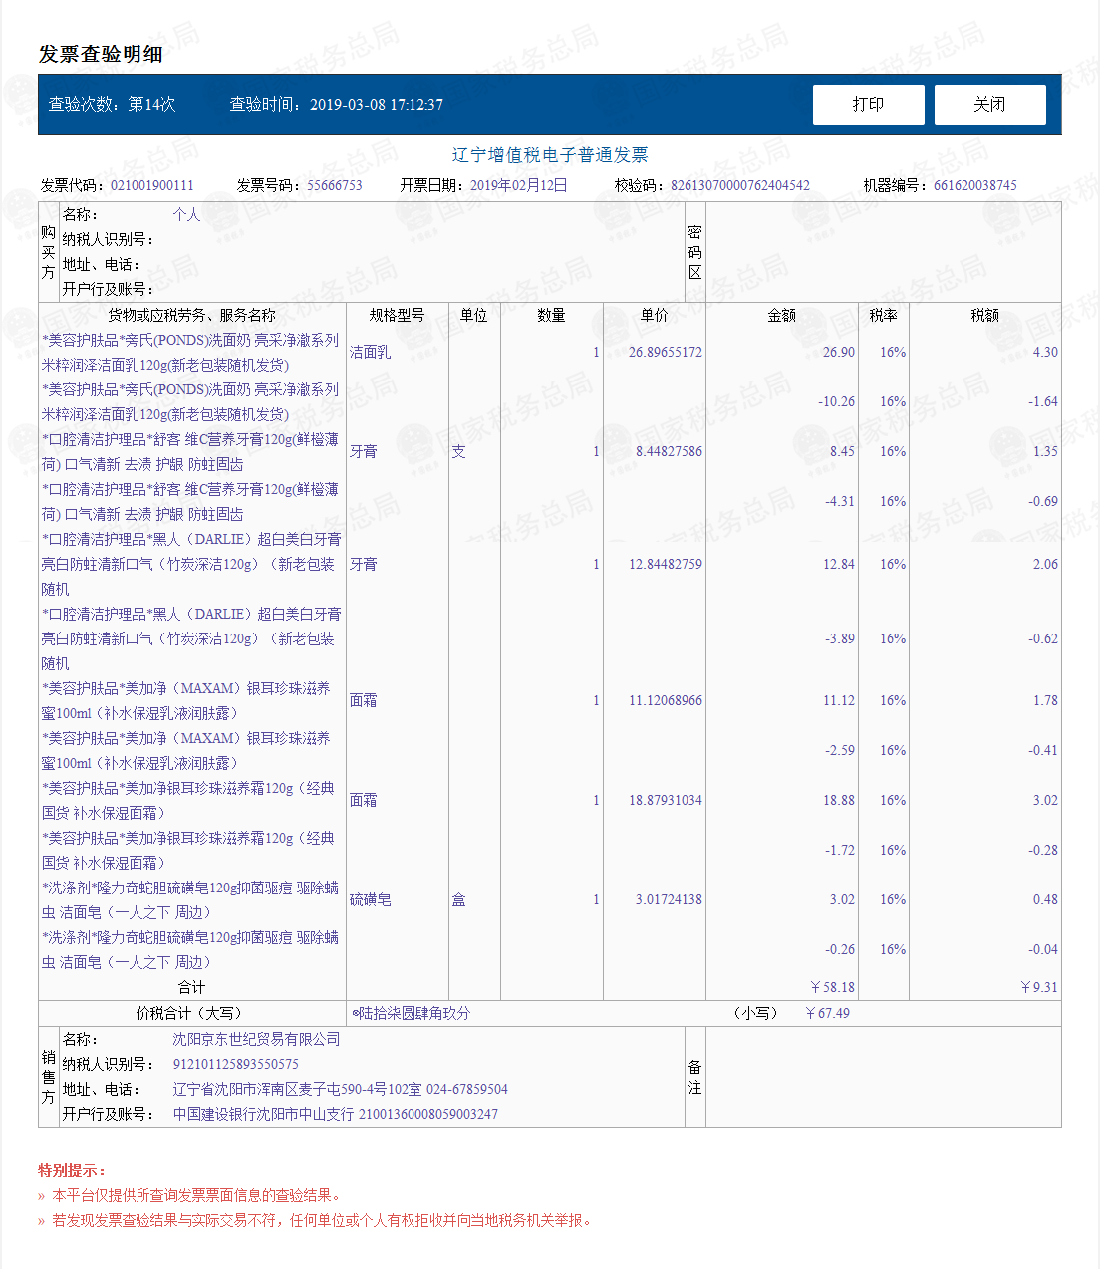 发票查验明细
查验次数：第14次 查验时间：2019-03-08 17:12:37 打印 关闭
辽宁增值税电子普通发票
发票代码：021001900111 发票号码：55666753 开票日期：2019年02月12日 校验码：82613070000762404542 机器编号：661620038745
购买方
名称： 个人
纳税人识别号：
地址、电话：
开户行及账号：
密码区
货物或应税劳务、服务名称 规格型号 单位 数量 单价 金额 税率 税额
*美容护肤品*旁氏(PONDS)洗面奶 亮采净澈系列
米粹润泽洁面乳120g(新老包装随机发货) 洁面乳 1 26.89655172 26.90 16% 4.30
*美容护肤品*旁氏(PONDS)洗面奶 亮采净澈系列
米粹润泽洁面乳120g(新老包装随机发货) -10.26 16% -1.64
*口腔清洁护理品*舒客 维C营养牙膏120g(鲜橙薄
荷) 口气清新 去渍 护龈 防蛀固齿 牙膏 支 1 8.44827586 8.45 16% 1.35
*口腔清洁护理品*舒客 维C营养牙膏120g(鲜橙薄
荷) 口气清新 去渍 护龈 防蛀固齿 -4.31 16% -0.69
*口腔清洁护理品*黑人（DARLIE）超白美白牙膏
亮白防蛀清新口气（竹炭深洁120g）（新老包装 牙膏 1 12.84482759 12.84 16% 2.06
随机
*口腔清洁护理品*黑人（DARLIE）超白美白牙膏
亮白防蛀清新口气（竹炭深洁120g）（新老包装 -3.89 16% -0.62
随机
*美容护肤品*美加净（MAXAM）银耳珍珠滋养
蜜100ml（补水保湿乳液润肤露） 面霜 1 11.12068966 11.12 16% 1.78
*美容护肤品*美加净（MAXAM）银耳珍珠滋养
蜜100ml（补水保湿乳液润肤露） -2.59 16% -0.41
*美容护肤品*美加净银耳珍珠滋养霜120g（经典
国货 补水保湿面霜） 面霜 1 18.87931034 18.88 16% 3.02
*美容护肤品*美加净银耳珍珠滋养霜120g（经典
国货 补水保湿面霜） -1.72 16% -0.28
*洗涤剂*隆力奇蛇胆硫磺皂120g抑菌驱痘 驱除螨
虫 洁面皂（一人之下 周边） 硫磺皂 盒 1 3.01724138 3.02 16% 0.48
*洗涤剂*隆力奇蛇胆硫磺皂120g抑菌驱痘 驱除螨
虫 洁面皂（一人之下 周边） -0.26 16% -0.04
合计 ￥58.18 ￥9.31
价税合计（大写） ⊗陆拾柒圆肆角玖分 （小写） ￥67.49
销售方
名称： 沈阳京东世纪贸易有限公司
纳税人识别号： 912101125893550575
地址、电话： 辽宁省沈阳市浑南区麦子屯590-4号102室 024-67859504
开户行及账号： 中国建设银行沈阳市中山支行 21001360008059003247
备注
特别提示：
» 本平台仅提供所查询发票票面信息的查验结果。
» 若发现发票查验结果与实际交易不符，任何单位或个人有权拒收并向当地税务机关举报。
国家税务总局